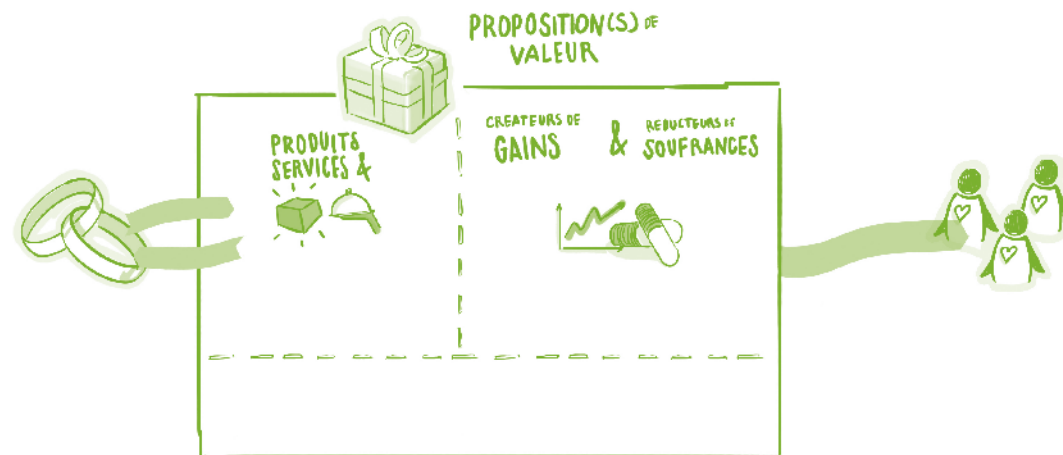 PROPOSITION(S) DE
VALEUR
PRODUITS
SERVICES &
CREATEURS DE
GAINS
&
REDUCTEURS DE
SOUFRANCES